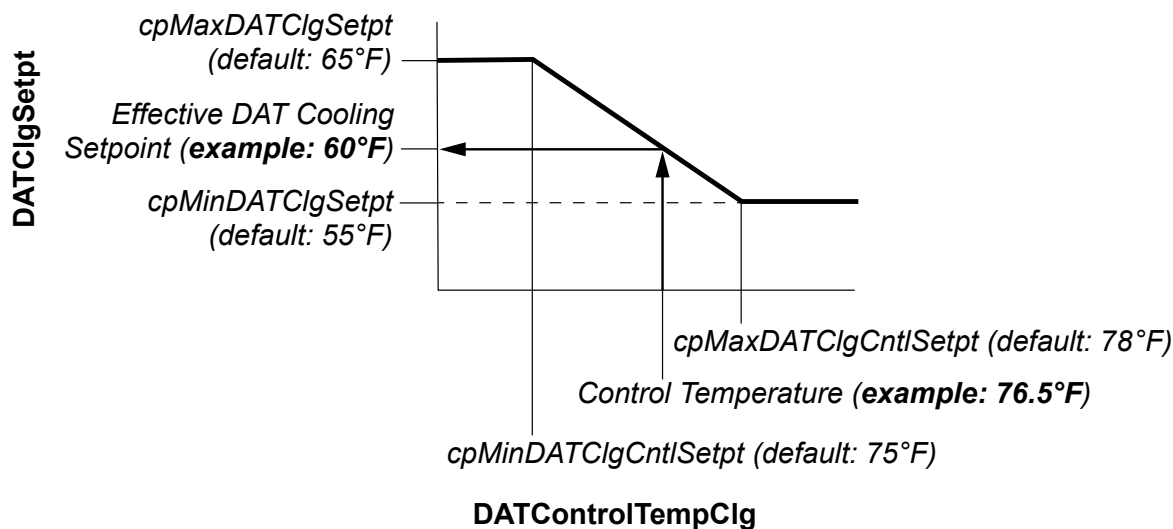 DATClgSetpt
cpMaxDATClgSetpt
(default: 65°F)
Effective DAT Cooling
Setpoint (example: 60°F)
cpMinDATClgSetpt
(default: 55°F)
cpMaxDATClgCntlSetpt (default: 78°F)
Control Temperature (example: 76.5°F)
cpMinDATClgCntlSetpt (default: 75°F)
DATControlTempClg